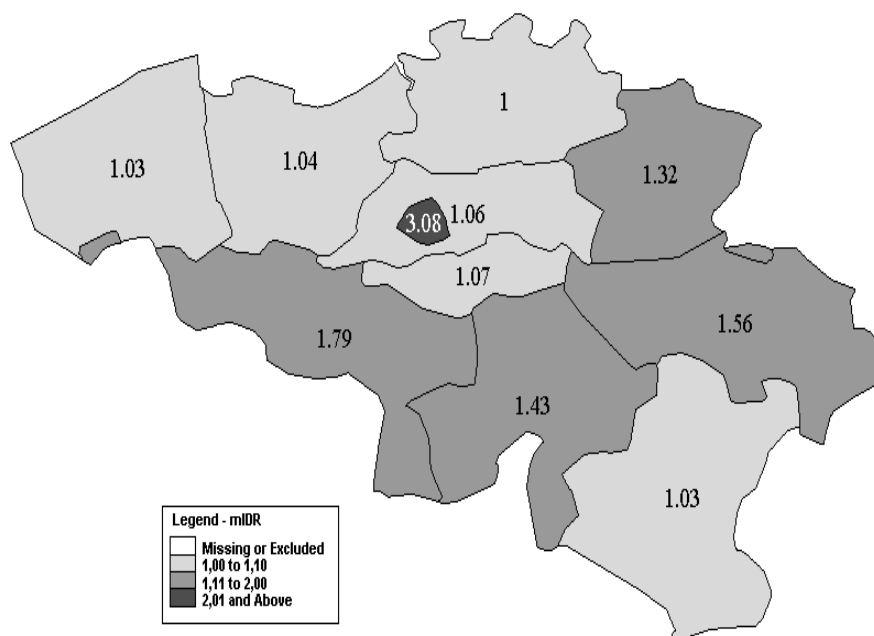 1
1.03
1.04
1.32
3.08
1.06
1.07
1.56
1.79
1.43
1.03
Legend - mIDR
Missing or Excluded
1,00 to 1,10
1,11 to 2,00
2,01 and Above